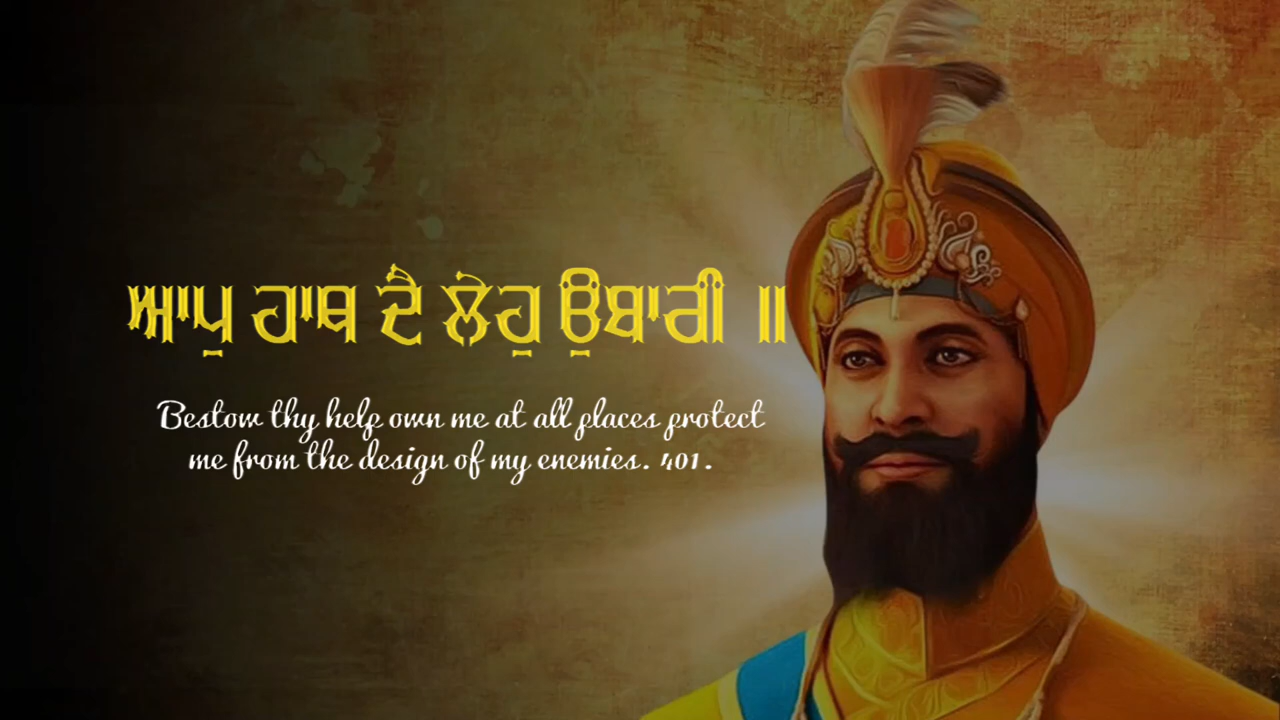 ਆਪੁ ਹਾਥ ਦੈ ਲੇਹੁ ਉਬਾਰੀ ॥
Bestow thy help own me at all places protect
me from the design of my enemies. 401.